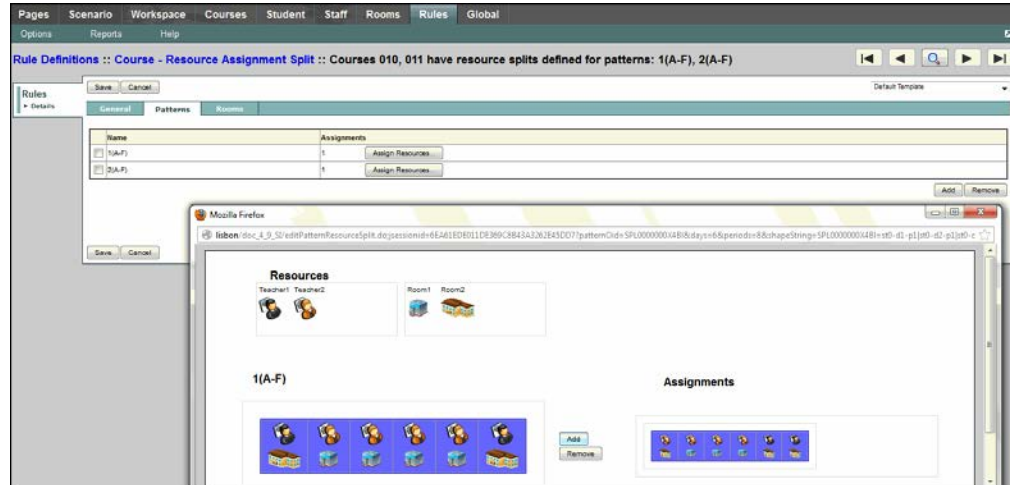 Pages Scenario Workspace Courses Student Staff Rooms Rules Global
Options Reports Help
Rule Definitions :: Course - Resource Assignment Split :: Courses 010, 011 have resource splits defined for patterns: 1(A-F), 2(A-F)
Rules
Details
Save Cancel
Default Template
General Patterns Rooms
Name Assignments
1(A-F) 1 Assign Resources...
2(A-F) 1 Assign Resources...
Add Remove
Save Cancel
Mozilla Firefox
Resources
Teacher1 Teacher2 Room1 Room2
1(A-F)
Assignments
Add
Remove